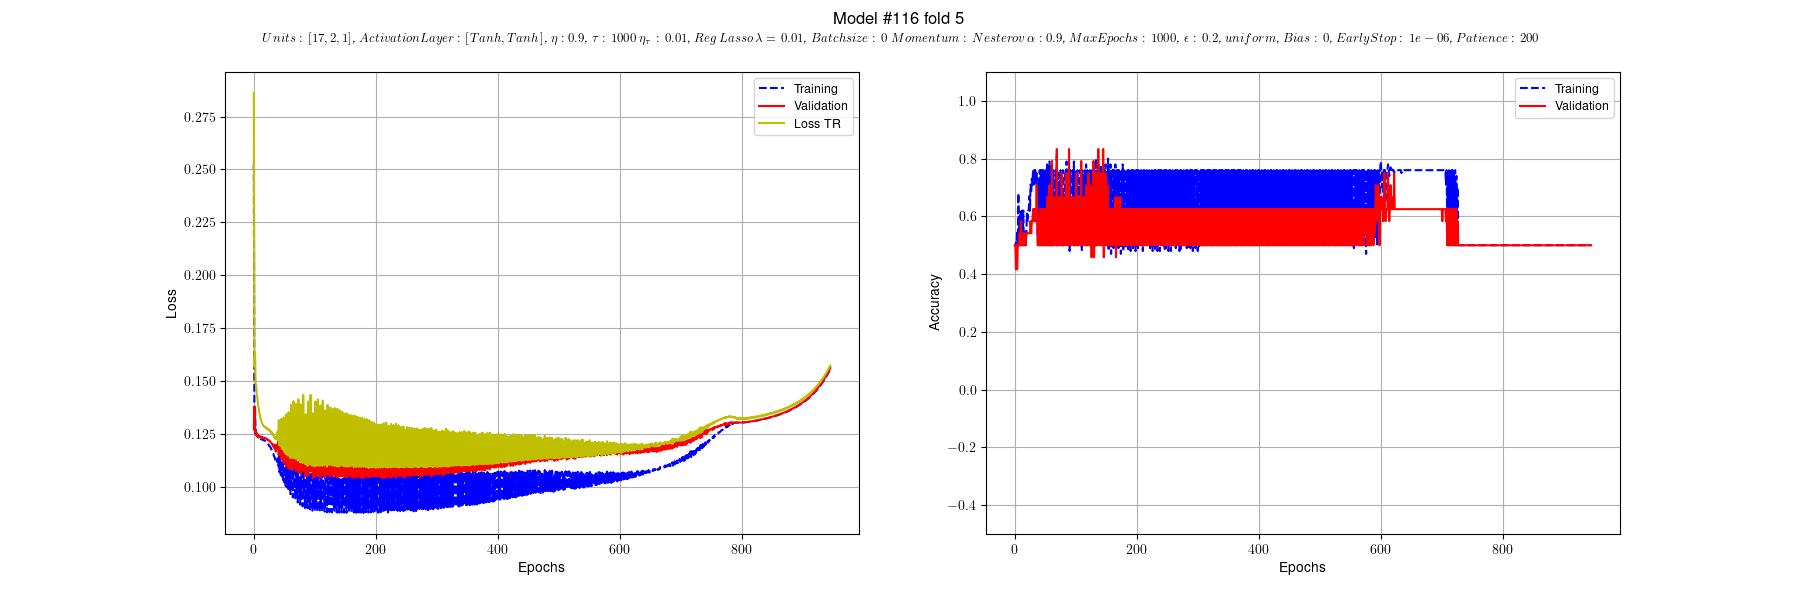 Model #116 fold 5
Units : [17, 2, 1], ActivationLayer : [Tanh, Tanh], η : 0.9, τ : 1000 η_τ : 0.01, Reg Lasso λ = 0.01, Batchsize : 0 Momentum : Nesterov α : 0.9, MaxEpochs : 1000, ϵ : 0.2, uniform, Bias : 0, EarlyStop : 1e − 06, Patience : 200
Loss
0.275
0.250
0.225
0.200
0.175
0.150
0.125
0.100
0 200 400 600 800
Epochs
Training
Validation
Loss TR
Accuracy
1.0
0.8
0.6
0.4
0.2
0.0
−0.2
−0.4
0 200 400 600 800
Epochs
Training
Validation